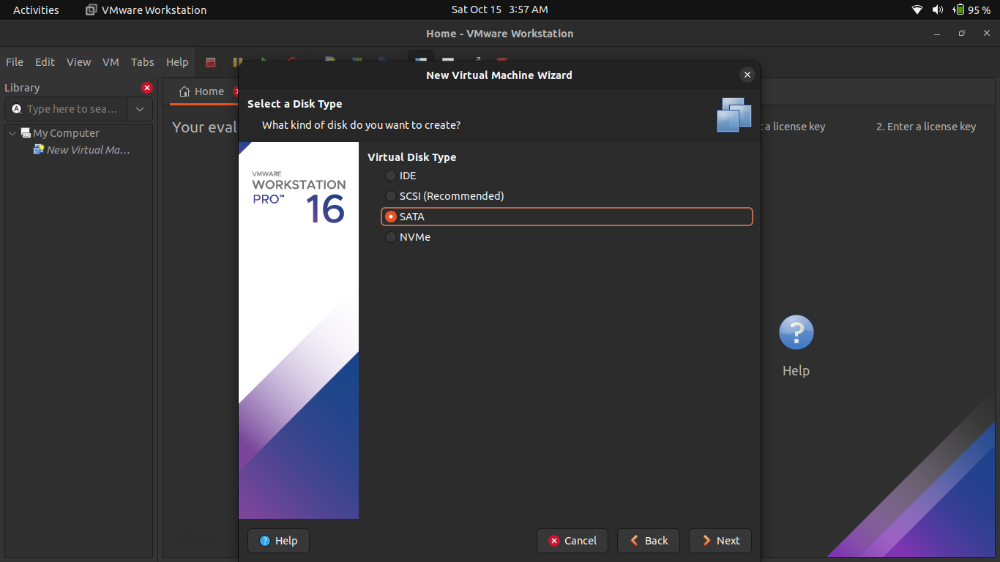 Activities VMware Workstation Sat Oct 15 3:57 AM 95 %
Home - VMware Workstation
File Edit View VM Tabs Help
New Virtual Machine Wizard
Library
Home
Type here to sea…
Select a Disk Type
What kind of disk do you want to create?
Your eval
a license key
2. Enter a license key
My Computer
New Virtual Ma…
Virtual Disk Type
IDE
SCSI (Recommended)
SATA
NVMe
VMWARE
WORKSTATION
PRO™ 16
Help
Help
Cancel
Back
Next